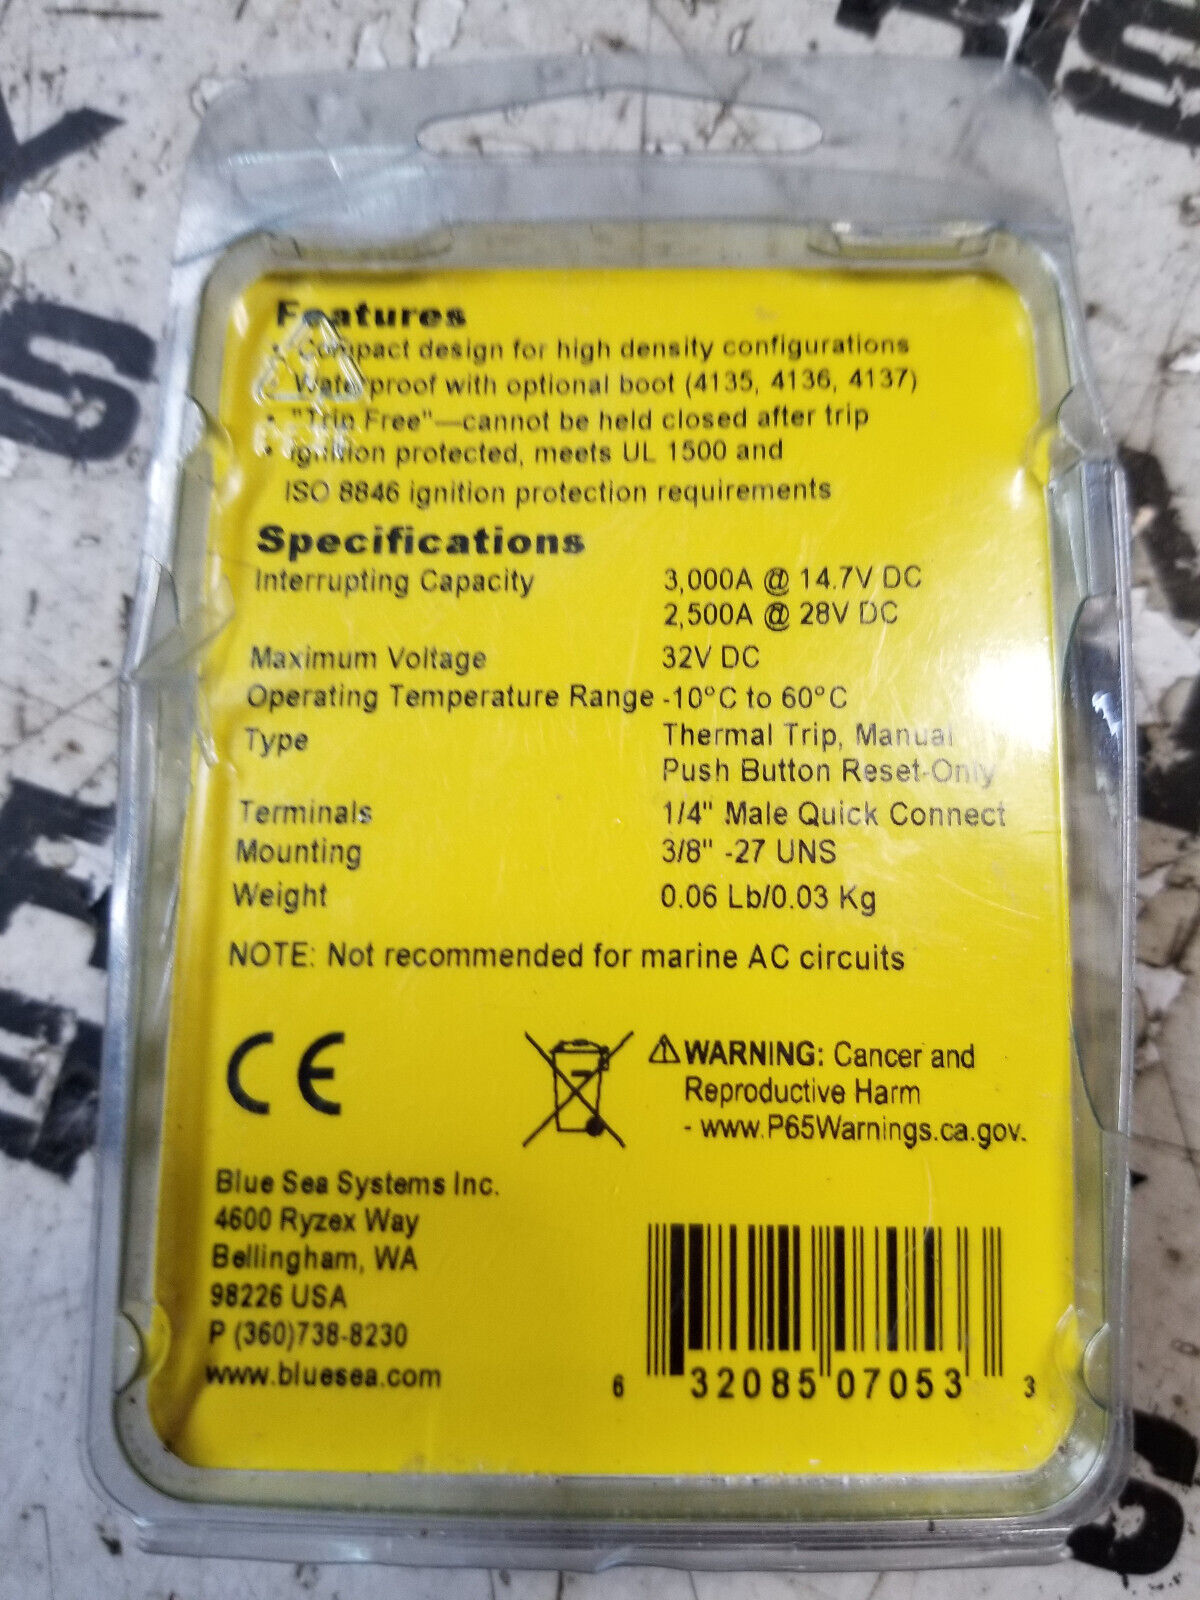 Features
• Compact design for high density configurations
• Waterproof with optional boot (4135, 4136, 4137)
• "Trip Free"—cannot be held closed after trip
• Ignition protected, meets UL 1500 and
ISO 8846 ignition protection requirements
Specifications
Interrupting Capacity 3,000A @ 14.7V DC
2,500A @ 28V DC
Maximum Voltage 32V DC
Operating Temperature Range -10°C to 60°C
Type Thermal Trip, Manual
Push Button Reset-Only
Terminals 1/4" Male Quick Connect
Mounting 3/8" -27 UNS
Weight 0.06 Lb/0.03 Kg
NOTE: Not recommended for marine AC circuits
CE
⚠WARNING: Cancer and
Reproductive Harm
- www.P65Warnings.ca.gov.
Blue Sea Systems Inc.
4600 Ryzex Way
Bellingham, WA
98226 USA
P (360)738-8230
www.bluesea.com
6 32085 07053 3